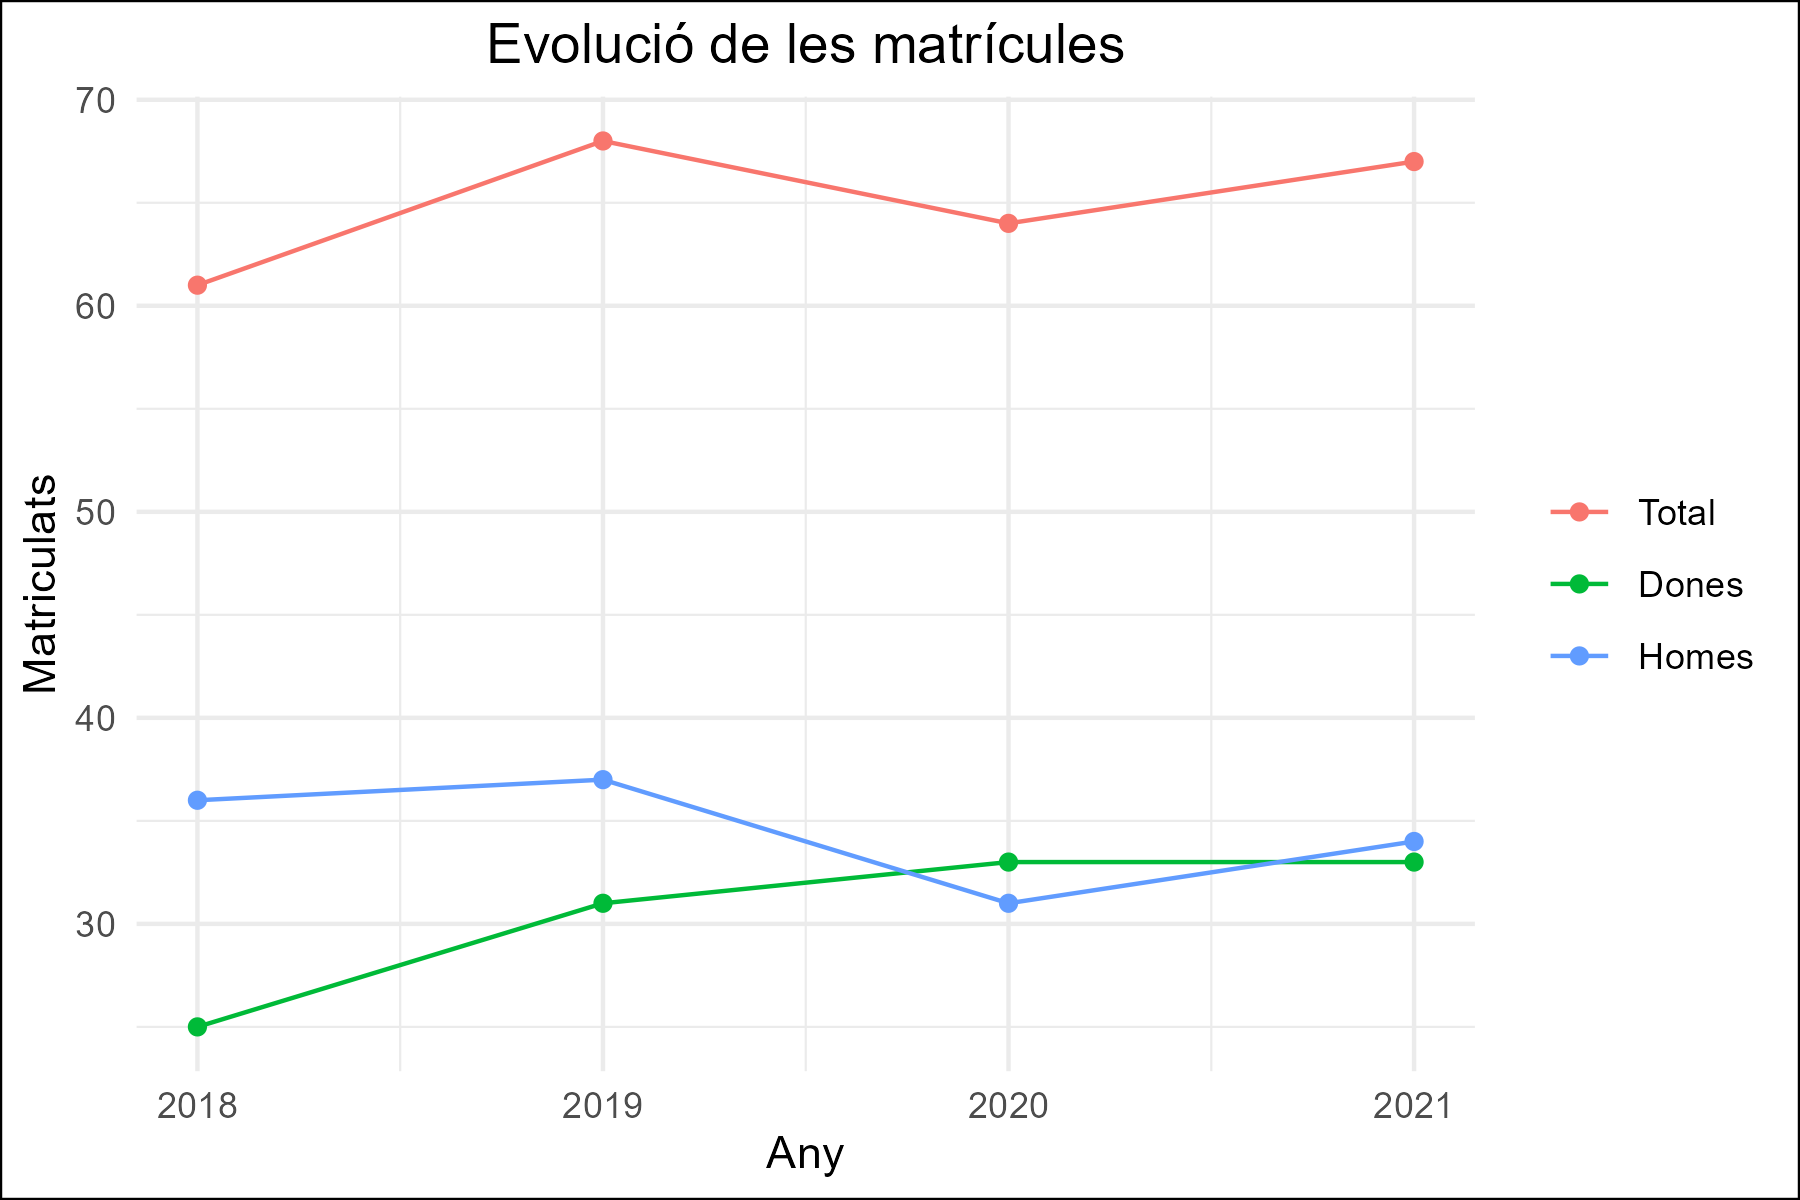 Evolució de les matrícules
70
60
50
40
30
Matriculats
2018 2019 2020 2021
Any
Total
Dones
Homes